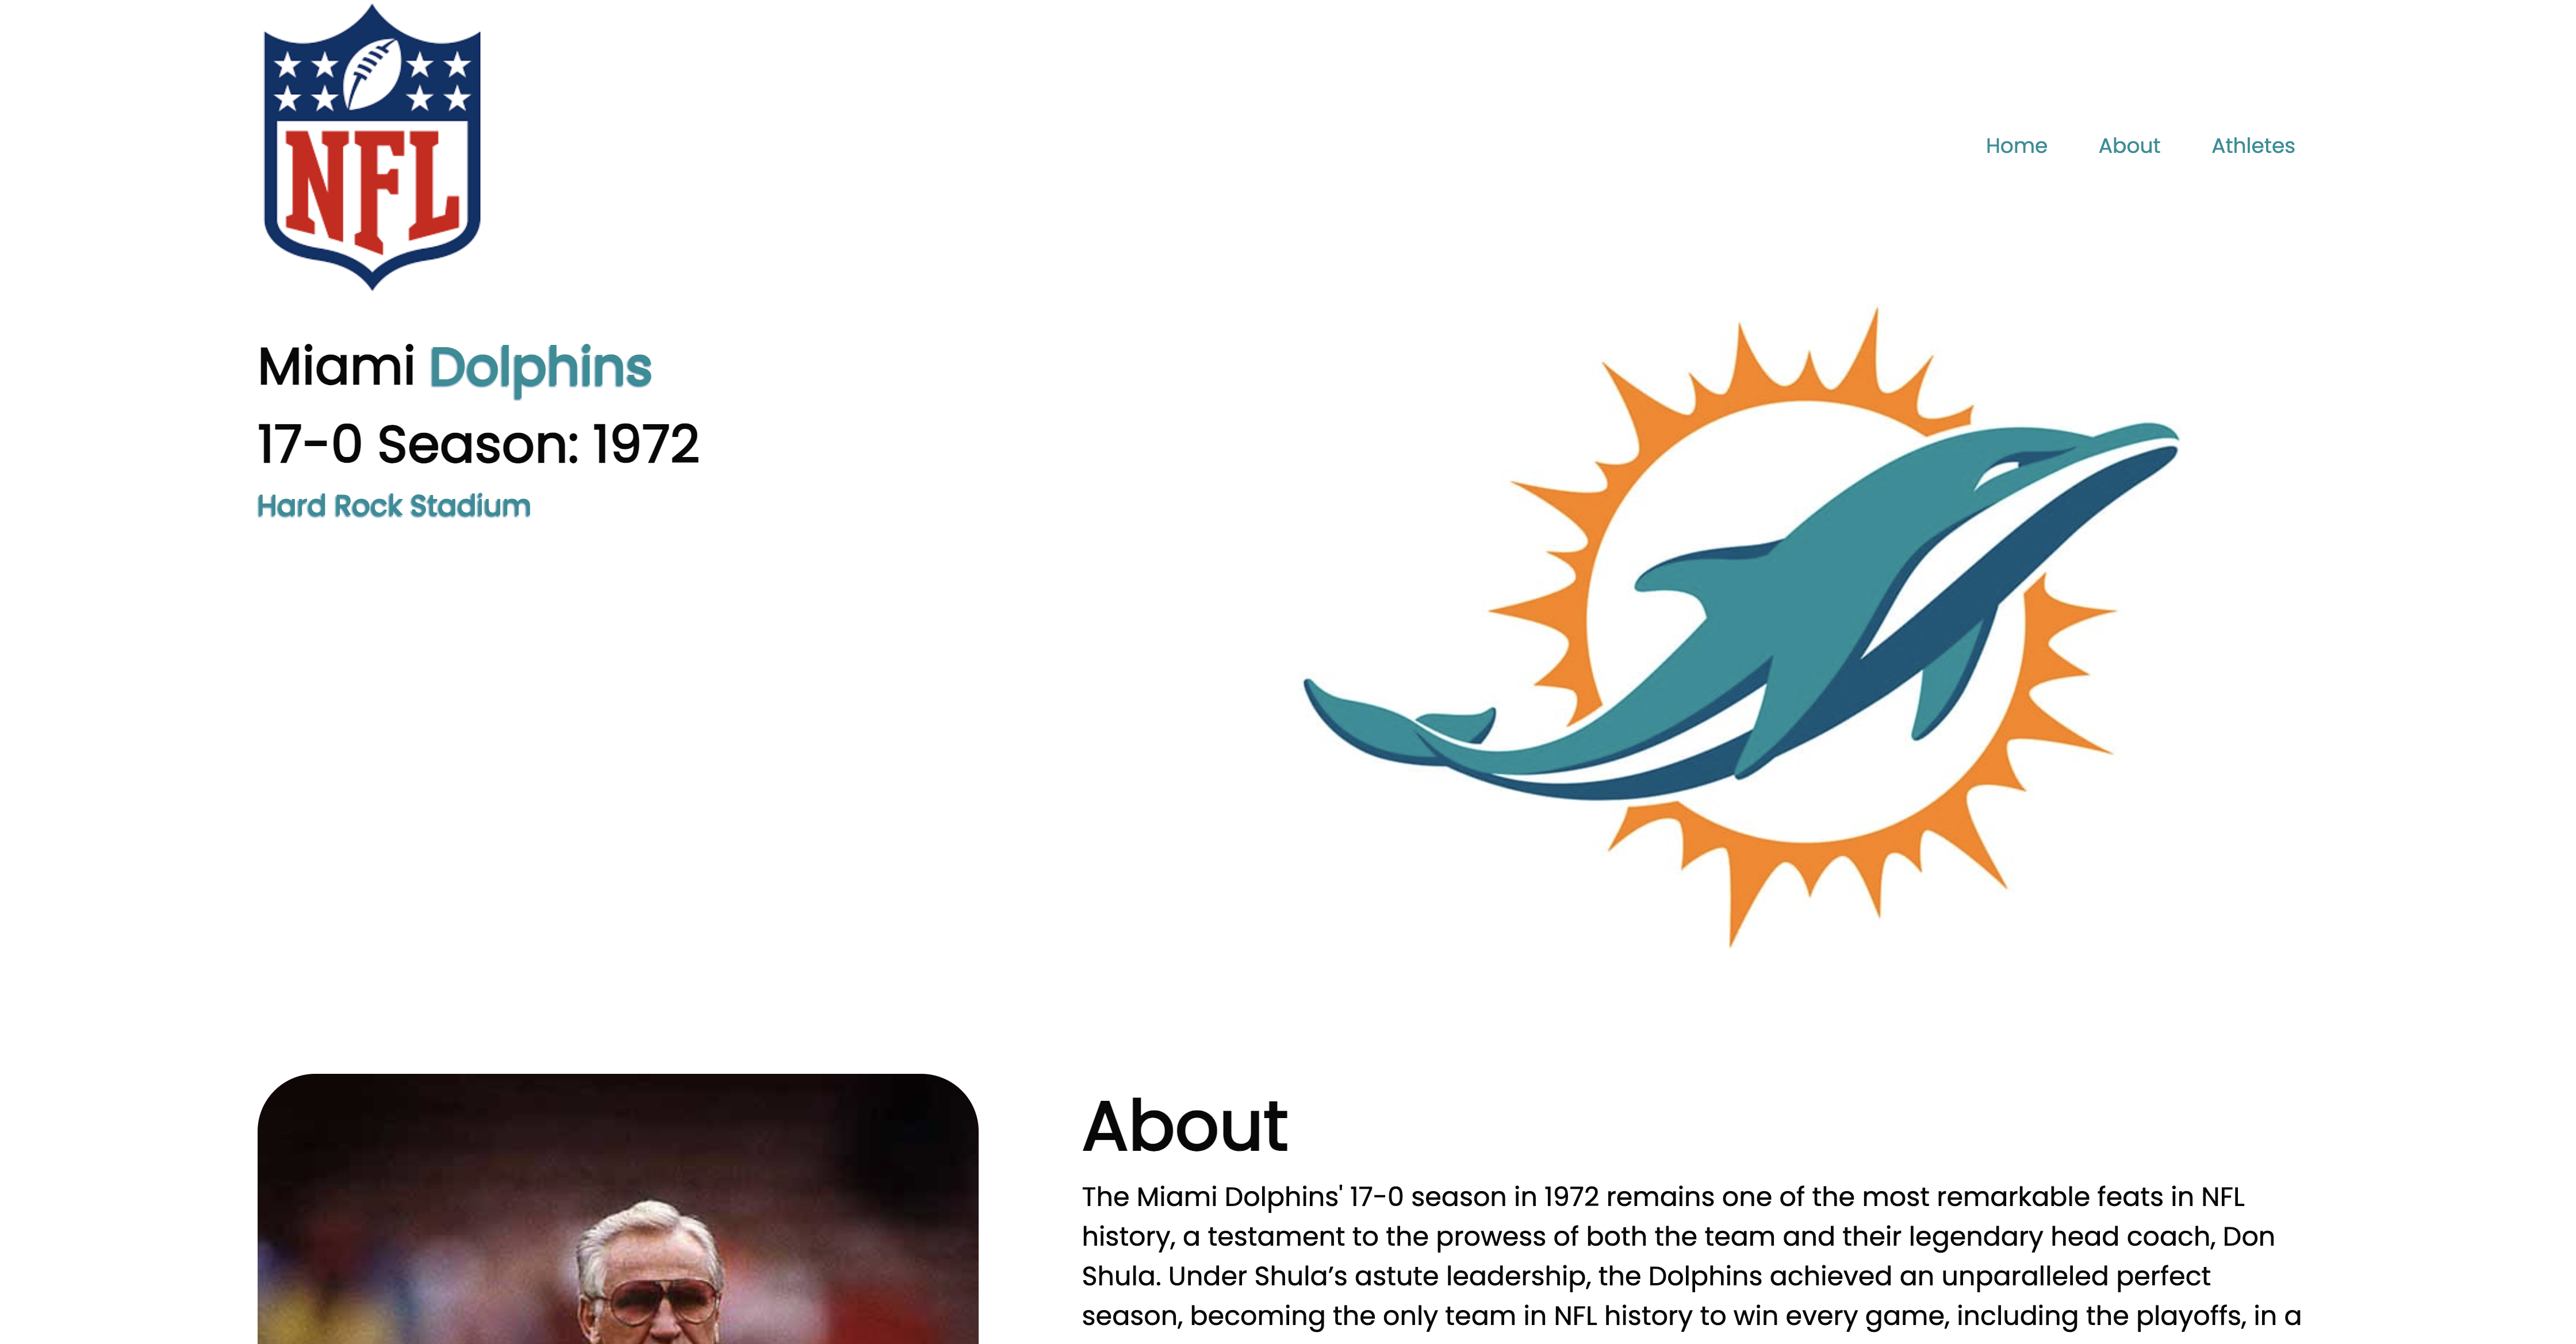 NFL
Home About Athletes
Miami Dolphins
17-0 Season: 1972
Hard Rock Stadium
About
The Miami Dolphins' 17-0 season in 1972 remains one of the most remarkable feats in NFL
history, a testament to the prowess of both the team and their legendary head coach, Don
Shula. Under Shula’s astute leadership, the Dolphins achieved an unparalleled perfect
season, becoming the only team in NFL history to win every game, including the playoffs, in a